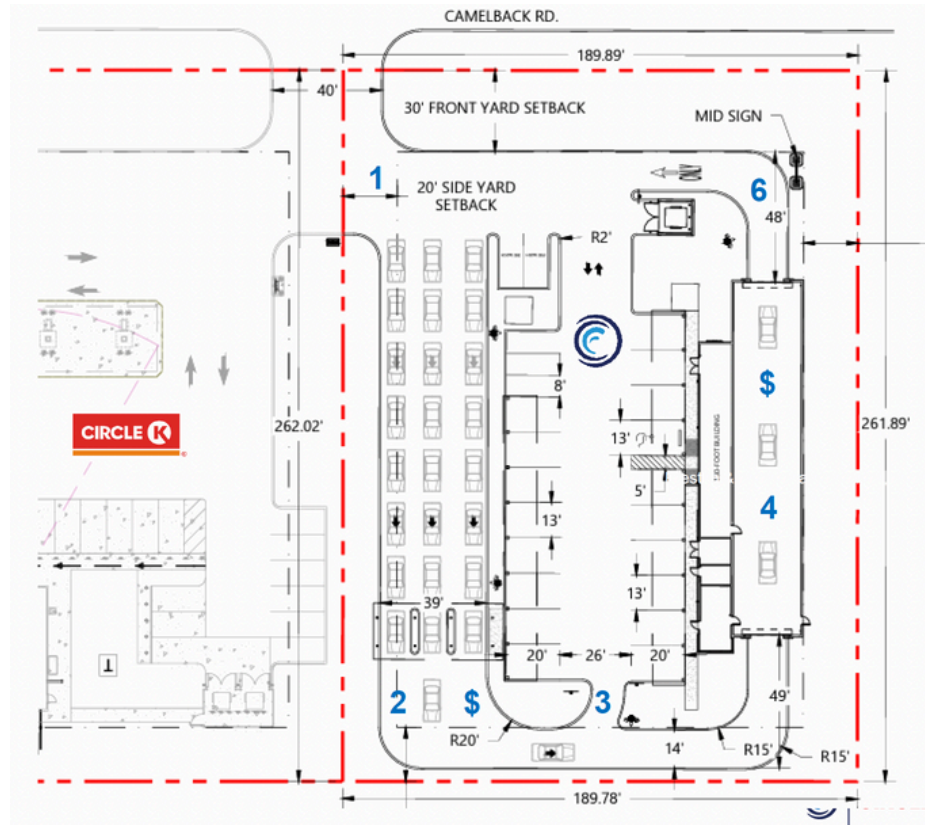 CAMELBACK RD.
189.89'
40'
30' FRONT YARD SETBACK
MID SIGN
1
20' SIDE YARD
SETBACK
6
48'
R2'
8'
$
CIRCLE K
262.02'
13'
261.89'
5'
4
13'
13'
39'
20'
26'
20'
2
$
3
49'
R20'
14'
R15'
R15'
189.78'